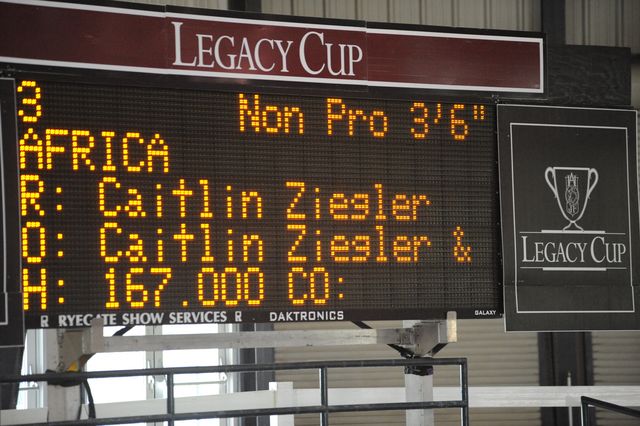 LEGACY CUP
3 Non Pro 3'6"
AFRICA
R: Caitlin Ziegler
O: Caitlin Ziegler &
H: 167.000 CO:
R RYEGATE SHOW SERVICES R DAKTRONICS GALAXY
LEGACY CUP